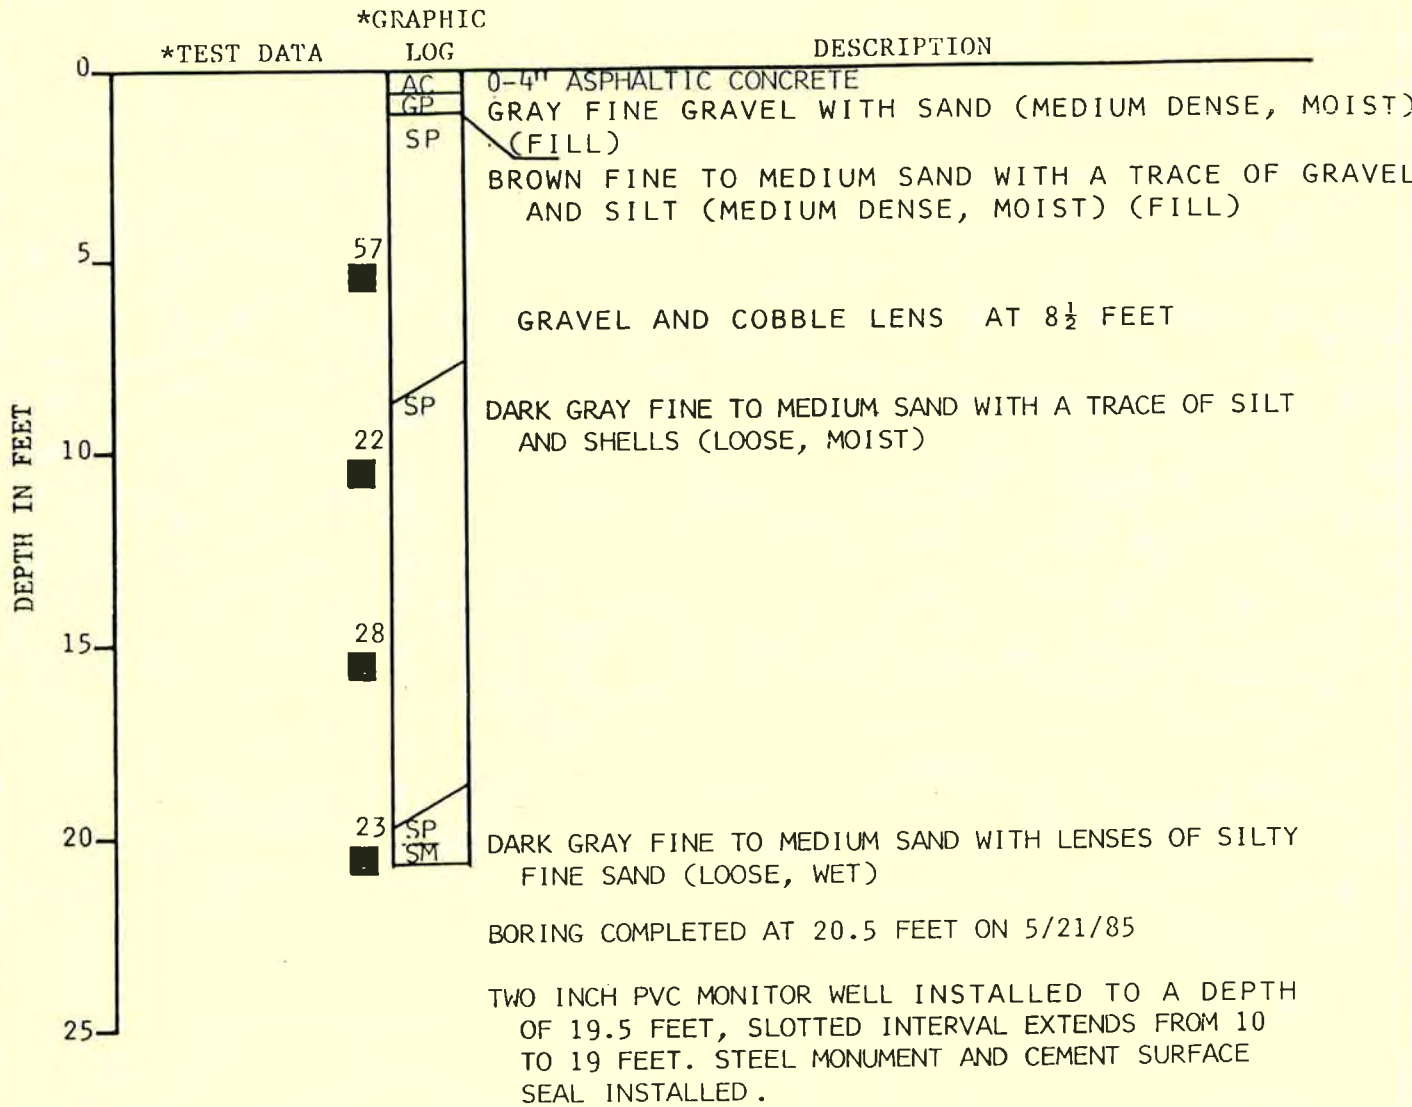 *GRAPHIC
*TEST DATA LOG DESCRIPTION
0
AC 0-4" ASPHALTIC CONCRETE
GP GRAY FINE GRAVEL WITH SAND (MEDIUM DENSE, MOIST)
(FILL)
SP
BROWN FINE TO MEDIUM SAND WITH A TRACE OF GRAVEL
AND SILT (MEDIUM DENSE, MOIST) (FILL)
57
5
GRAVEL AND COBBLE LENS AT 8½ FEET
SP DARK GRAY FINE TO MEDIUM SAND WITH A TRACE OF SILT
AND SHELLS (LOOSE, MOIST)
22
10
DEPTH IN FEET
28
15
23 SP
20 DARK GRAY FINE TO MEDIUM SAND WITH LENSES OF SILTY
SM
FINE SAND (LOOSE, WET)
BORING COMPLETED AT 20.5 FEET ON 5/21/85
TWO INCH PVC MONITOR WELL INSTALLED TO A DEPTH
25 OF 19.5 FEET, SLOTTED INTERVAL EXTENDS FROM 10
TO 19 FEET. STEEL MONUMENT AND CEMENT SURFACE
SEAL INSTALLED.